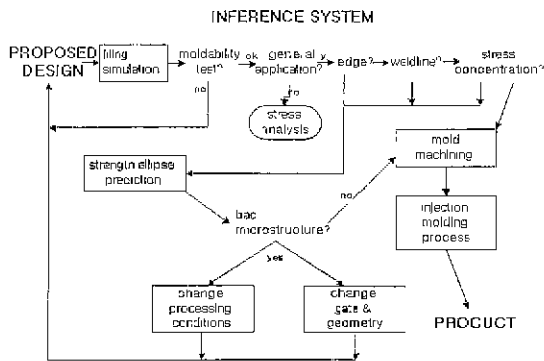 INFERENCE SYSTEM
PROPOSED
DESIGN
filling
simulation
moldability
test?
ok
general
application?
y
edge?
weldline?
stress
concentration?
no
no
stress
analysis
mold
machining
strength ellipse
prediction
no
bad
microstructure?
injection
molding
process
yes
change
processing
conditions
change
gate &
geometry
PRODUCT